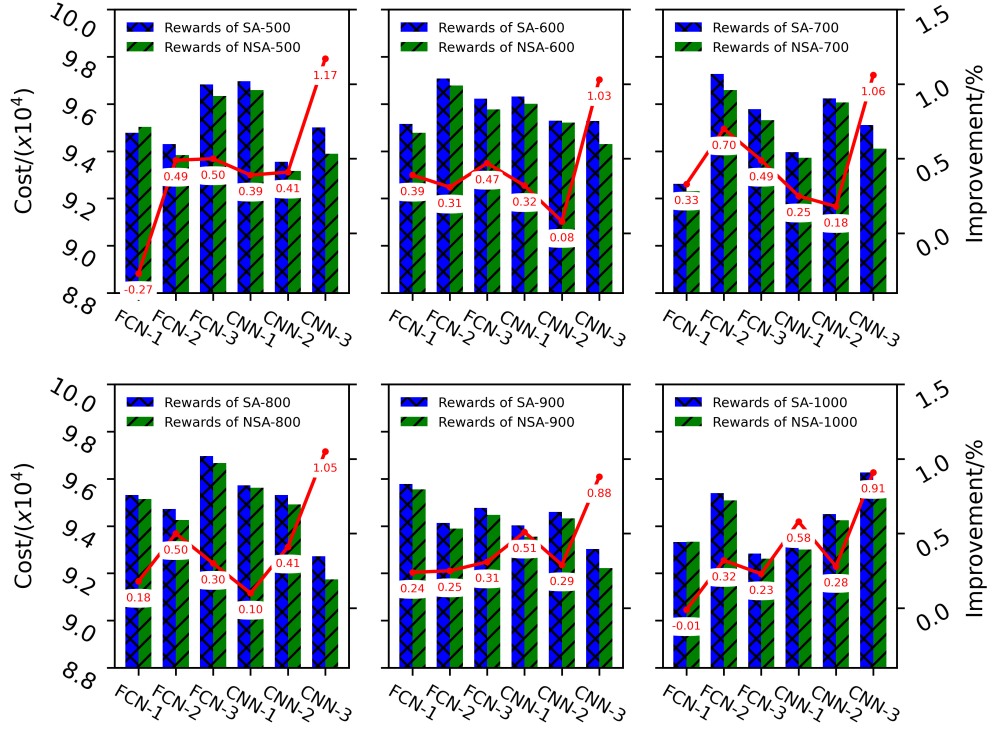 Rewards of SA-500
Rewards of NSA-500
Rewards of SA-600
Rewards of NSA-600
Rewards of SA-700
Rewards of NSA-700
Cost/(x10⁴)
10.0
9.8
9.6
9.4
9.2
9.0
8.8
-0.27
0.49
0.50
0.39
0.41
1.17
0.39
0.31
0.47
0.32
0.08
1.03
0.33
0.70
0.49
0.25
0.18
1.06
1.5
1.0
0.5
0.0
Improvement/%
FCN-1
FCN-2
FCN-3
CNN-1
CNN-2
CNN-3
FCN-1
FCN-2
FCN-3
CNN-1
CNN-2
CNN-3
FCN-1
FCN-2
FCN-3
CNN-1
CNN-2
CNN-3
Rewards of SA-800
Rewards of NSA-800
Rewards of SA-900
Rewards of NSA-900
Rewards of SA-1000
Rewards of NSA-1000
Cost/(x10⁴)
10.0
9.8
9.6
9.4
9.2
9.0
8.8
0.18
0.50
0.30
0.10
0.41
1.05
0.24
0.25
0.31
0.51
0.29
0.88
-0.01
0.32
0.23
0.58
0.28
0.91
1.5
1.0
0.5
0.0
Improvement/%
FCN-1
FCN-2
FCN-3
CNN-1
CNN-2
CNN-3
FCN-1
FCN-2
FCN-3
CNN-1
CNN-2
CNN-3
FCN-1
FCN-2
FCN-3
CNN-1
CNN-2
CNN-3